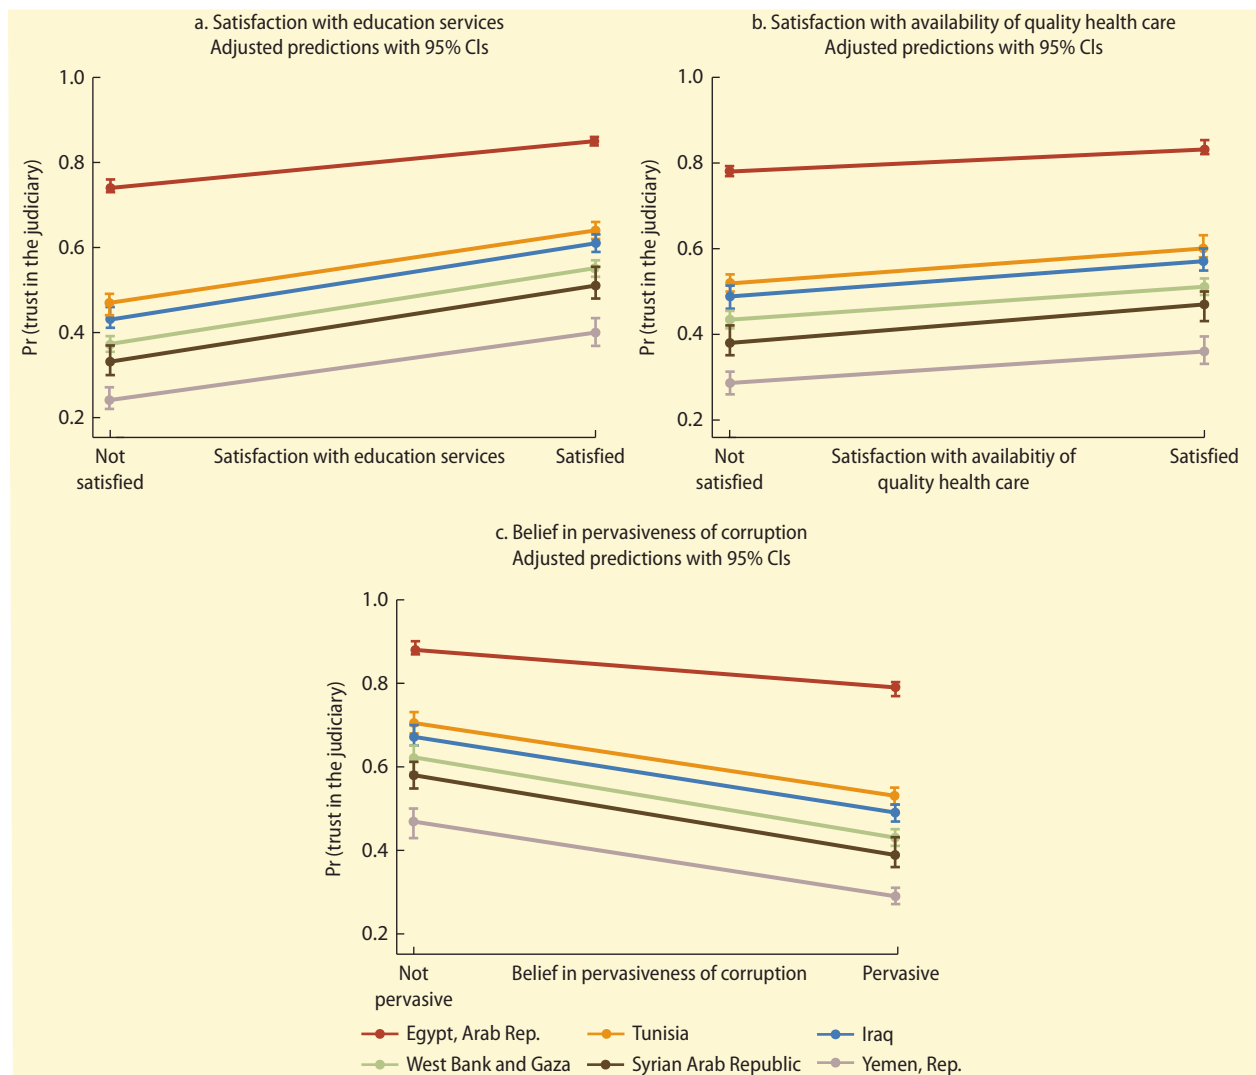 a. Satisfaction with education services
Adjusted predictions with 95% CIs
1.0
0.8
0.6
0.4
0.2
Pr (trust in the judiciary)
Not
satisfied
Satisfaction with education services
Satisfied
b. Satisfaction with availability of quality health care
Adjusted predictions with 95% CIs
1.0
0.8
0.6
0.4
0.2
Pr (trust in the judiciary)
Not
satisfied
Satisfaction with availabitiy of
quality health care
Satisfied
c. Belief in pervasiveness of corruption
Adjusted predictions with 95% CIs
1.0
0.8
0.6
0.4
0.2
Pr (trust in the judiciary)
Not
pervasive
Belief in pervasiveness of corruption
Pervasive
Egypt, Arab Rep.
Tunisia
Iraq
West Bank and Gaza
Syrian Arab Republic
Yemen, Rep.